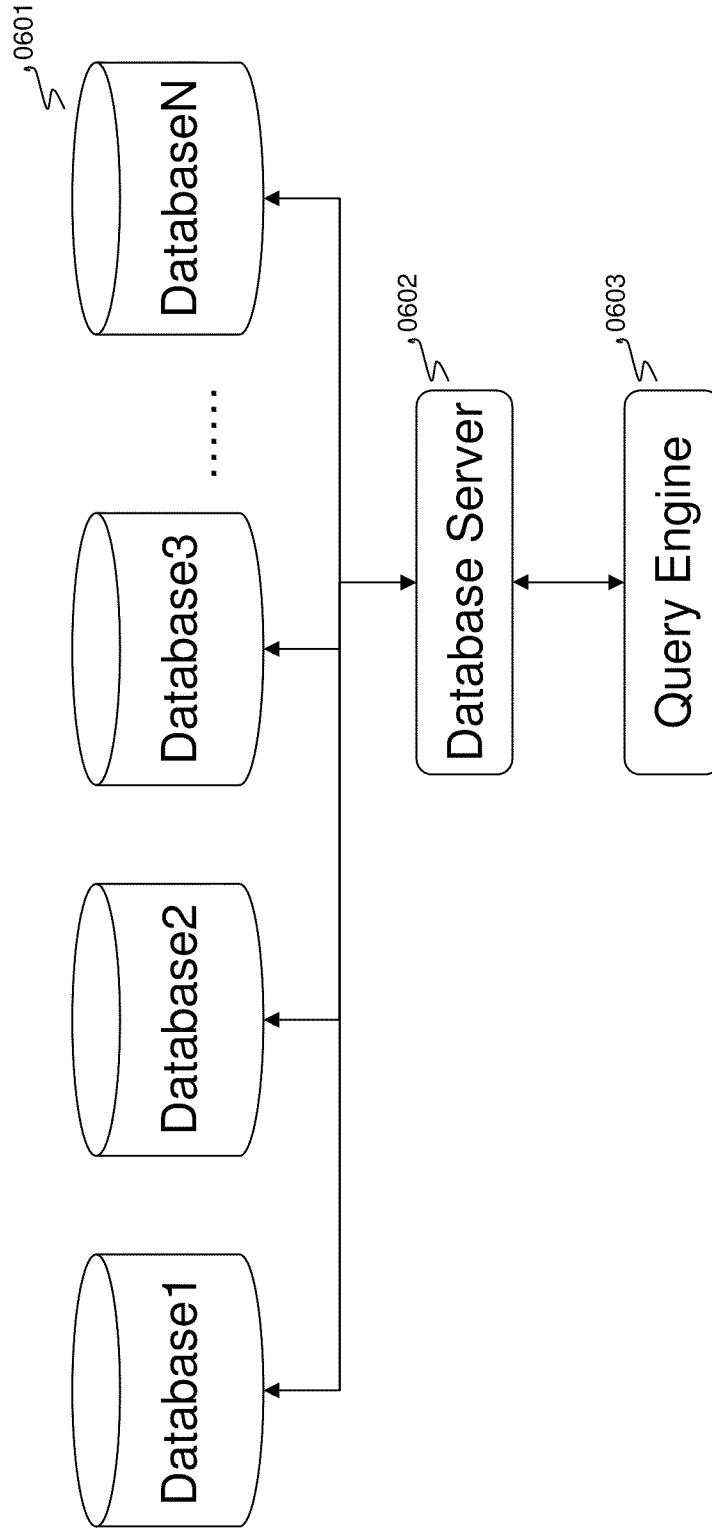 Database1
Database2
Database3
......
DatabaseN
0601
Database Server
0602
Query Engine
0603